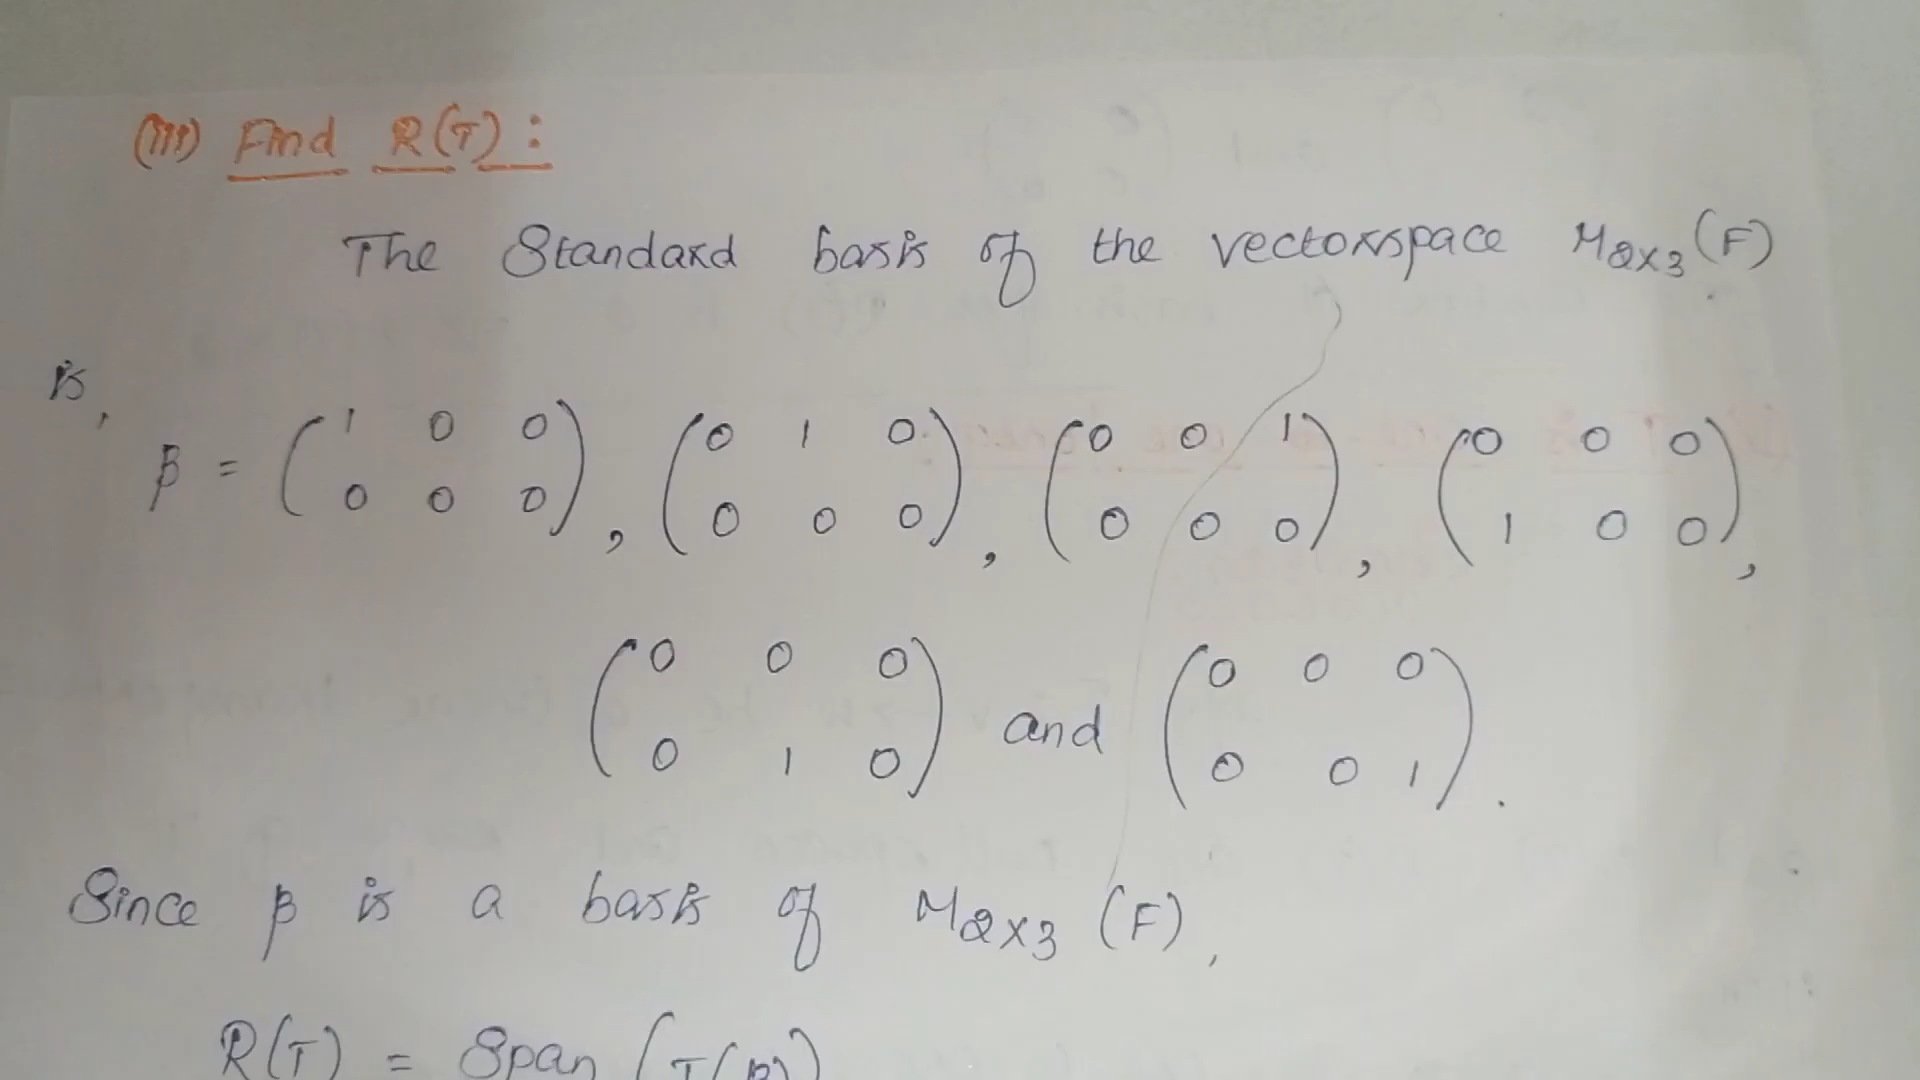 (iii) Find R(T):
The Standard basis of the vectorspace M2x3(F)
is,
β = (1 0 0
0 0 0), (0 1 0
0 0 0), (0 0 1
0 0 0), (0 0 0
1 0 0),
(0 0 0
0 1 0) and (0 0 0
0 0 1).
Since β is a basis of M2x3 (F),
R(T) = Span (T(β))